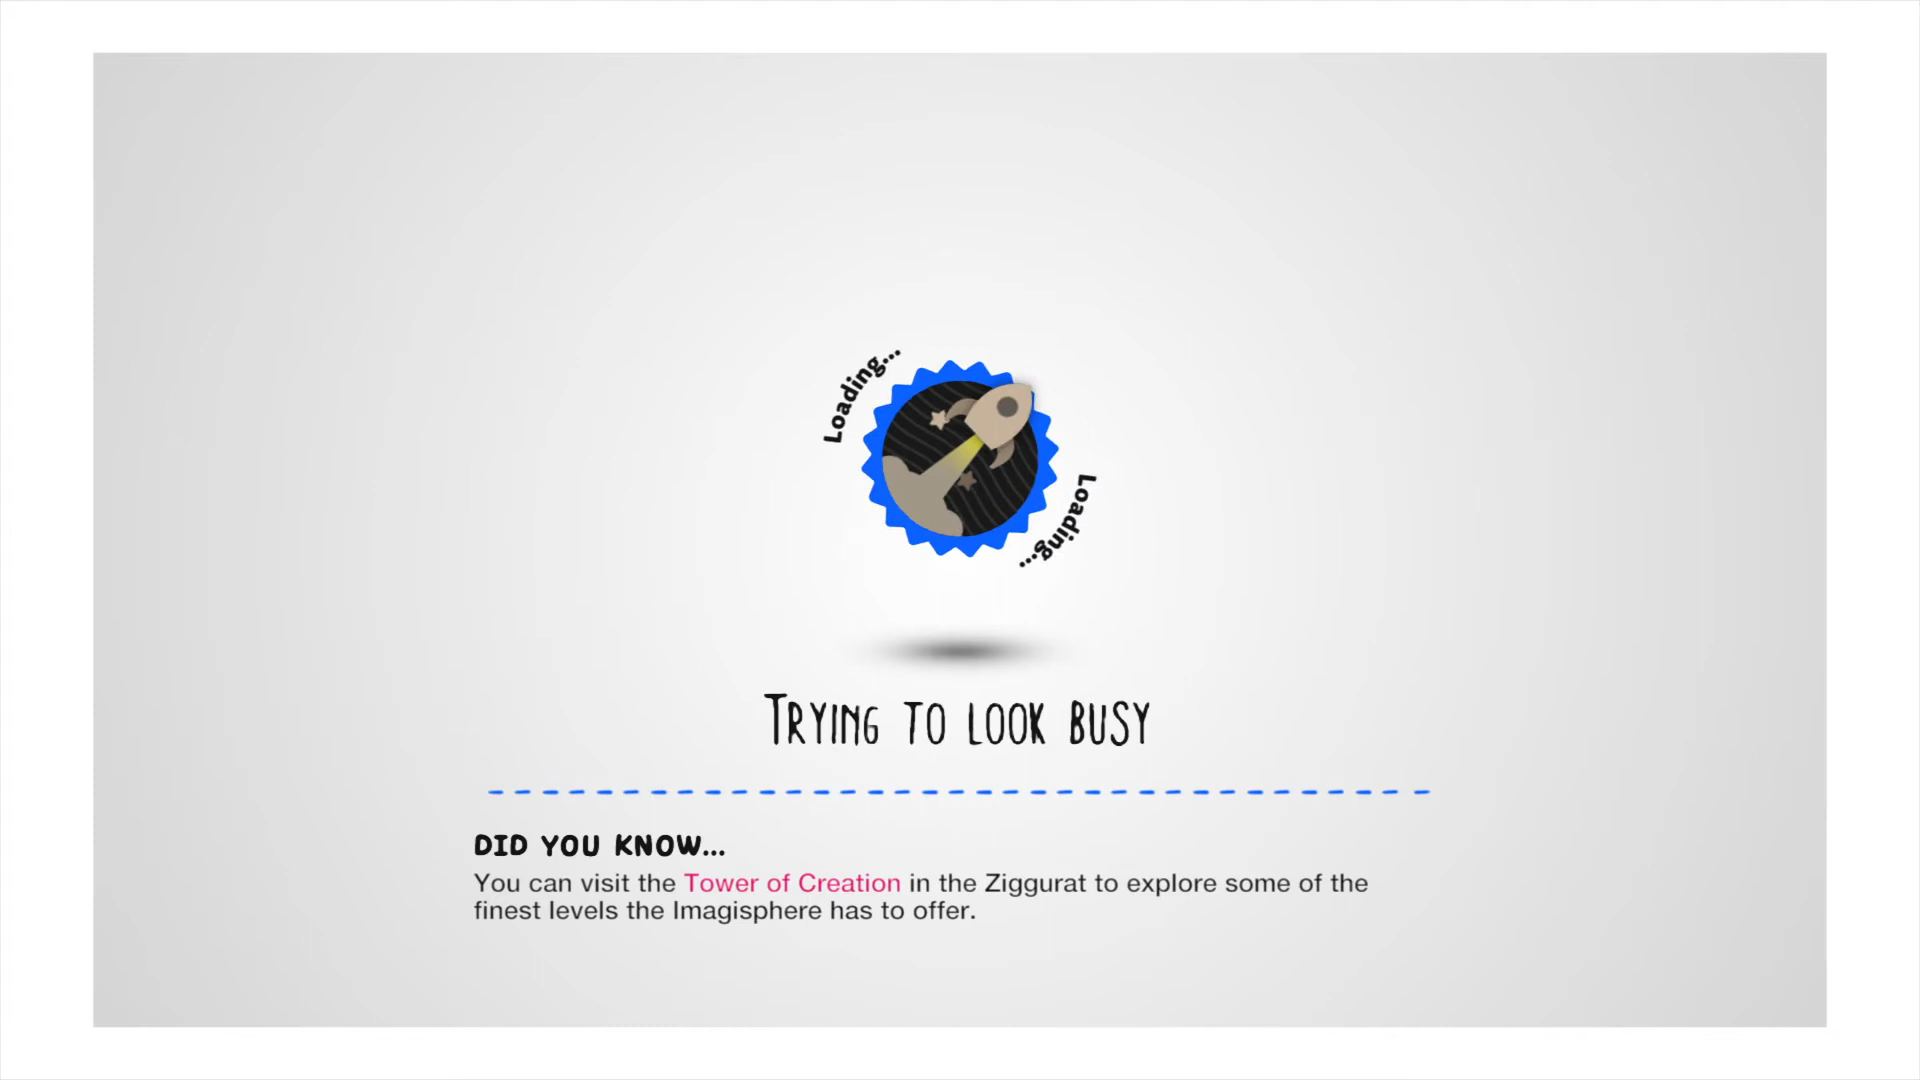 Loading...
Loading...
Trying to look busy
DID YOU KNOW...
You can visit the Tower of Creation in the Ziggurat to explore some of the
finest levels the Imagisphere has to offer.